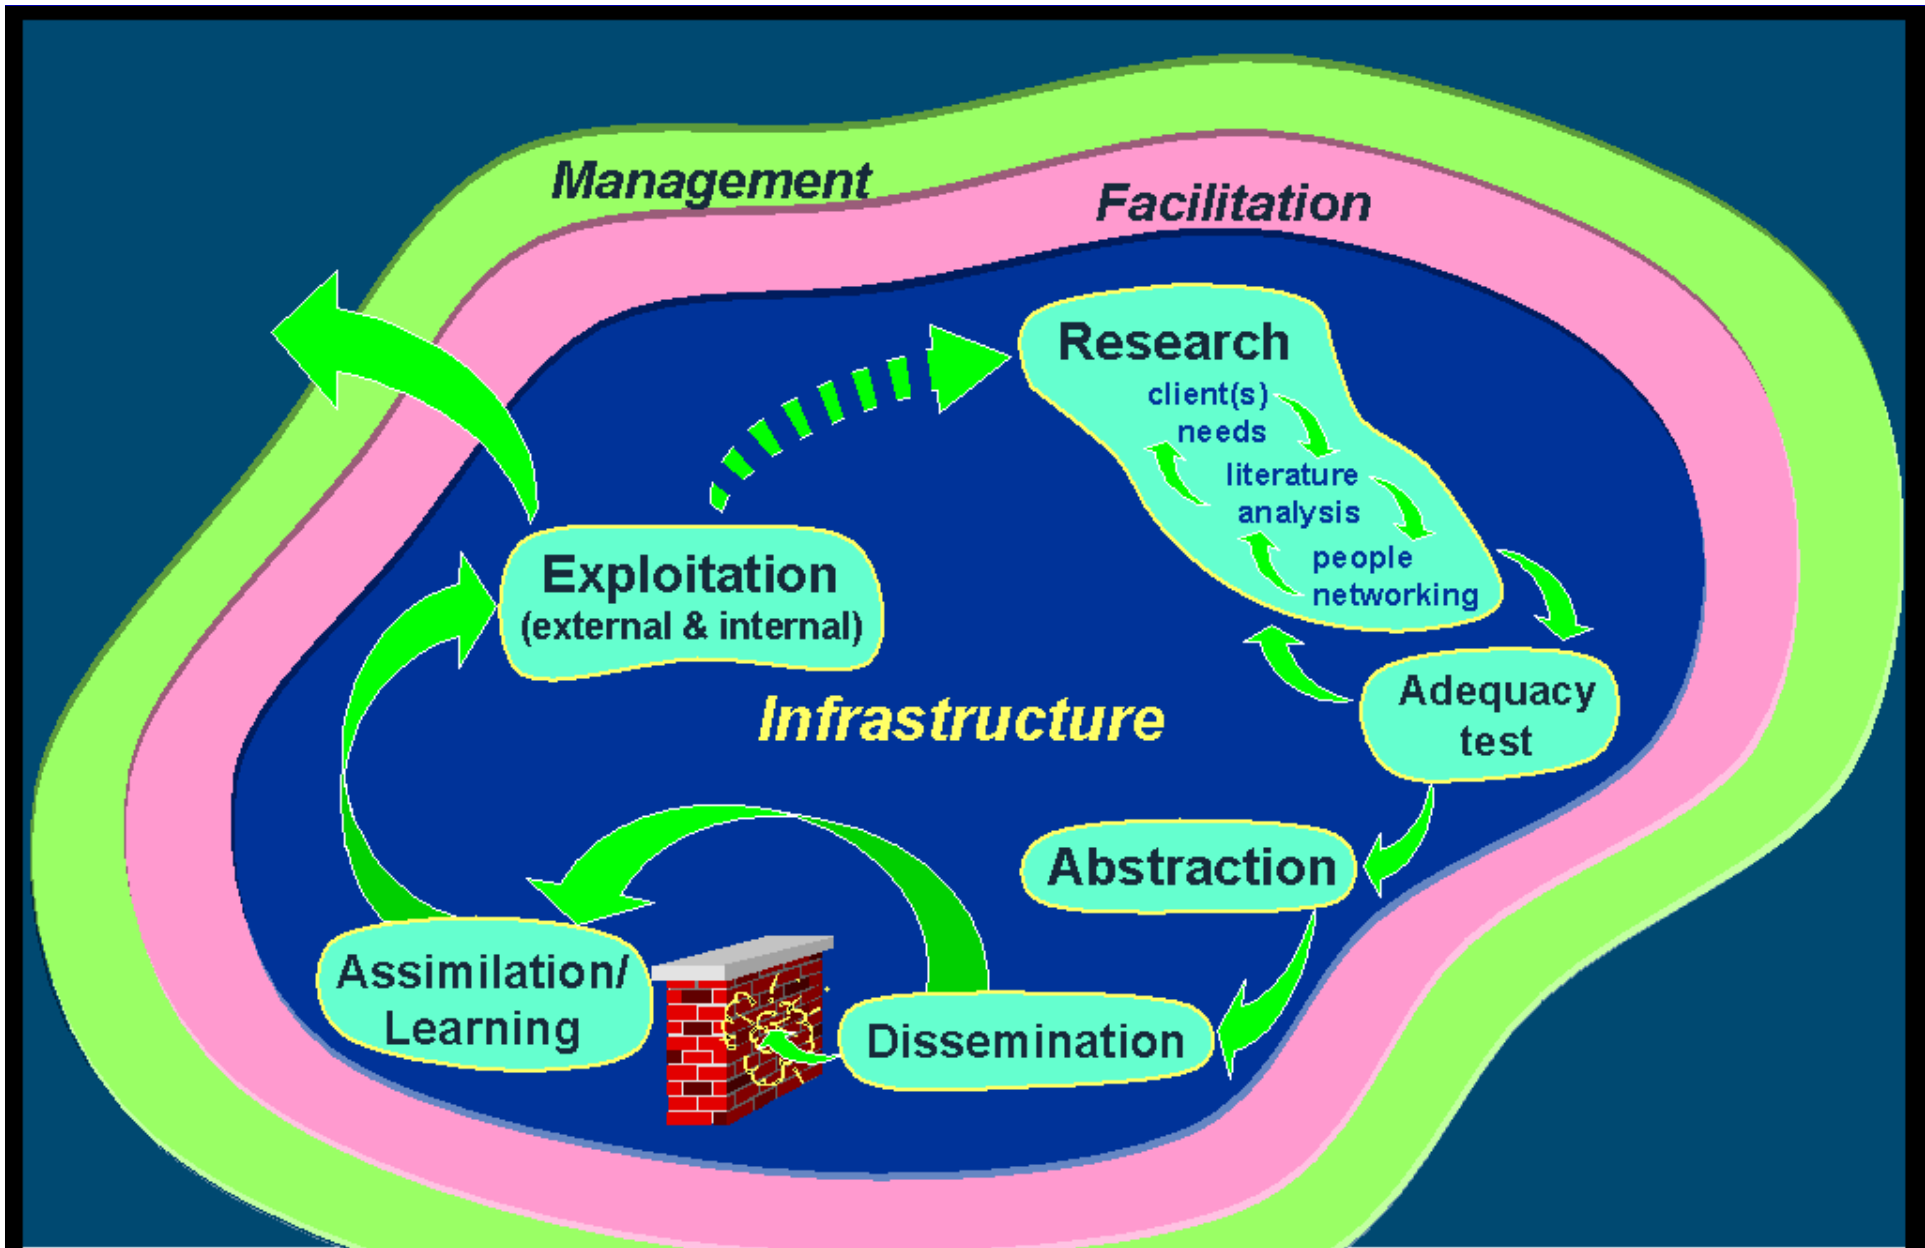 Management
Facilitation
Research
client(s)
needs
literature
analysis
people
networking
Exploitation
(external & internal)
Infrastructure
Adequacy
test
Abstraction
Assimilation/
Learning
Dissemination